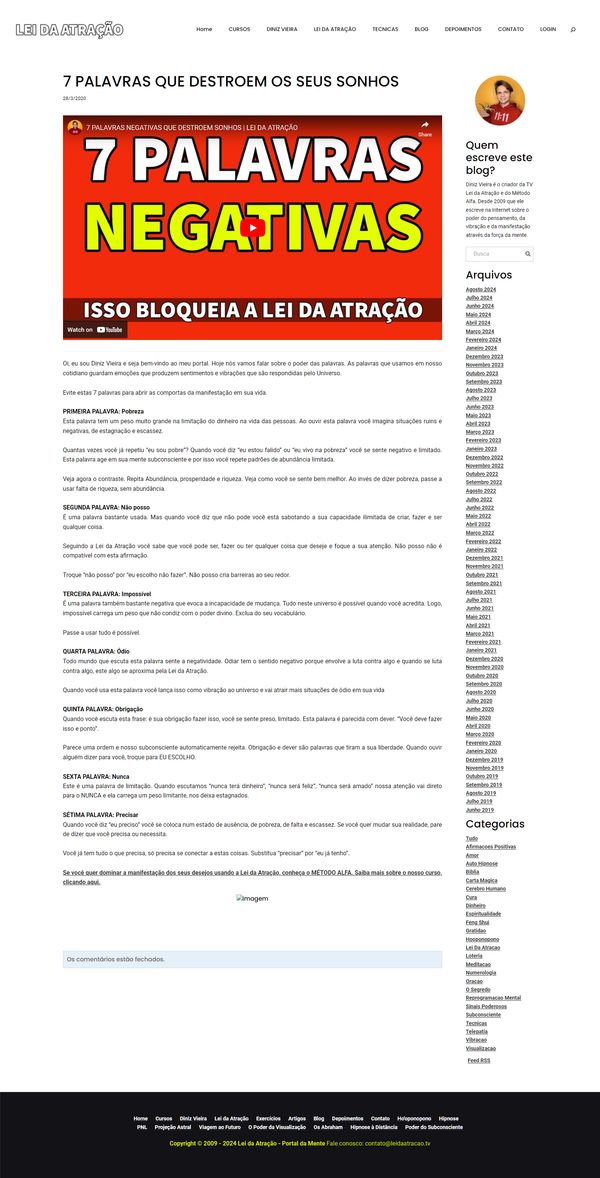 LEI DA ATRAÇÃO
Home CURSOS DINIZ VIEIRA LEI DA ATRAÇÃO TECNICAS BLOG DEPOIMENTOS CONTATO LOGIN
7 PALAVRAS QUE DESTROEM OS SEUS SONHOS
28/3/2020
7 PALAVRAS NEGATIVAS QUE DESTROEM SONHOS | LEI DA ATRAÇÃO
Share
7 PALAVRAS
NEGATIVAS
ISSO BLOQUEIA A LEI DA ATRAÇÃO
Watch on YouTube
Oi, eu sou Diniz Vieira e seja bem-vindo ao meu portal. Hoje nós vamos falar sobre o poder das palavras. As palavras que usamos em nosso
cotidiano guardam emoções que produzem sentimentos e vibrações que são respondidas pelo Universo.
Evite estas 7 palavras para abrir as comportas da manifestação em sua vida.
PRIMEIRA PALAVRA: Pobreza
Esta palavra tem um peso muito grande na limitação do dinheiro na vida das pessoas. Ao ouvir esta palavra você imagina situações ruins e
negativas, de estagnação e escassez.
Quantas vezes você já repetiu "eu sou pobre"? Quando você diz "eu estou falido" ou "eu vivo na pobreza" você se sente negativo e limitado.
Esta palavra age em sua mente subconsciente e por isso você repete padrões de abundância limitada.
Veja agora o contraste. Repita Abundância, prosperidade e riqueza. Veja como você se sente bem melhor. Ao invés de dizer pobreza, passe a
usar falta de riqueza, sem abundância.
SEGUNDA PALAVRA: Não posso
É uma palavra bastante usada. Mas quando você diz que não pode você está sabotando a sua capacidade ilimitada de criar, fazer e ser
qualquer coisa.
Seguindo a Lei da Atração você sabe que você pode ser, fazer ou ter qualquer coisa que deseje e foque a sua atenção. Não posso não é
compatível com esta afirmação.
Troque "não posso" por "eu escolho não fazer". Não posso cria barreiras ao seu redor.
TERCEIRA PALAVRA: Impossível
É uma palavra também bastante negativa que evoca a incapacidade de mudança. Tudo neste universo é possível quando você acredita. Logo,
impossível carrega um peso que não condiz com o poder divino. Exclua do seu vocabulário.
Passe a usar tudo é possível.
QUARTA PALAVRA: Ódio
Todo mundo que escuta esta palavra sente a negatividade. Odiar tem o sentido negativo porque envolve a luta contra algo e quando se luta
contra algo, este algo se aproxima pela Lei da Atração.
Quando você usa esta palavra você lança isso como vibração ao universo e vai atrair mais situações de ódio em sua vida
QUINTA PALAVRA: Obrigação
Quando você escuta esta frase: é sua obrigação fazer isso, você se sente preso, limitado. Esta palavra é parecida com dever. "Você deve fazer
isso e ponto".
Parece uma ordem e nosso subconsciente automaticamente rejeita. Obrigação e dever são palavras que tiram a sua liberdade. Quando ouvir
alguém dizer para você, troque para EU ESCOLHO.
SEXTA PALAVRA: Nunca
Este é uma palavra de limitação. Quando escutamos "nunca terá dinheiro", "nunca será feliz", "nunca será amado" nossa atenção vai direto
para o NUNCA e ela carrega um peso limitante, nos deixa estagnados.
SÉTIMA PALAVRA: Precisar
Quando você diz "eu preciso" você se coloca num estado de ausência, de pobreza, de falta e escassez. Se você quer mudar sua realidade, pare
de dizer que você precisa ou necessita.
Você já tem tudo o que precisa, só precisa se conectar a estas coisas. Substitua "precisar" por "eu já tenho".
Se você quer dominar a manifestação dos seus desejos usando a Lei da Atração, conheça o MÉTODO ALFA. Saiba mais sobre o nosso curso,
clicando aqui.
Imagem
Os comentários estão fechados.
11:11
Quem
escreve este
blog?
Diniz Vieira é o criador da TV
Lei da Atração e do Método
Alfa. Desde 2009 que ele
escreve na Internet sobre o
poder do pensamento, da
vibração e da manifestação
através da força da mente.
Busca
Arquivos
Agosto 2024
Julho 2024
Junho 2024
Maio 2024
Abril 2024
Março 2024
Fevereiro 2024
Janeiro 2024
Dezembro 2023
Novembro 2023
Outubro 2023
Setembro 2023
Agosto 2023
Julho 2023
Junho 2023
Maio 2023
Abril 2023
Março 2023
Fevereiro 2023
Janeiro 2023
Dezembro 2022
Novembro 2022
Outubro 2022
Setembro 2022
Agosto 2022
Julho 2022
Junho 2022
Maio 2022
Abril 2022
Março 2022
Fevereiro 2022
Janeiro 2022
Dezembro 2021
Novembro 2021
Outubro 2021
Setembro 2021
Agosto 2021
Julho 2021
Junho 2021
Maio 2021
Abril 2021
Março 2021
Fevereiro 2021
Janeiro 2021
Dezembro 2020
Novembro 2020
Outubro 2020
Setembro 2020
Agosto 2020
Julho 2020
Junho 2020
Maio 2020
Abril 2020
Março 2020
Fevereiro 2020
Janeiro 2020
Dezembro 2019
Novembro 2019
Outubro 2019
Setembro 2019
Agosto 2019
Julho 2019
Junho 2019
Categorias
Tudo
Afirmacoes Positivas
Amor
Auto Hipnose
Biblia
Carta Magica
Cerebro Humano
Cura
Dinheiro
Espiritualidade
Feng Shui
Gratidao
Hooponopono
Lei Da Atracao
Loteria
Meditacao
Numerologia
Oracao
O Segredo
Reprogramacao Mental
Sinais Poderosos
Subconsciente
Tecnicas
Telepatia
Vibracao
Visualizacao
Feed RSS
Home Cursos Diniz Vieira Lei da Atração Exercícios Artigos Blog Depoimentos Contato Ho'oponopono Hipnose
PNL Projeção Astral Viagem ao Futuro O Poder da Visualização Os Abraham Hipnose à Distância Poder do Subconsciente
Copyright © 2009 - 2024 Lei da Atração - Portal da Mente Fale conosco: contato@leidaatracao.tv